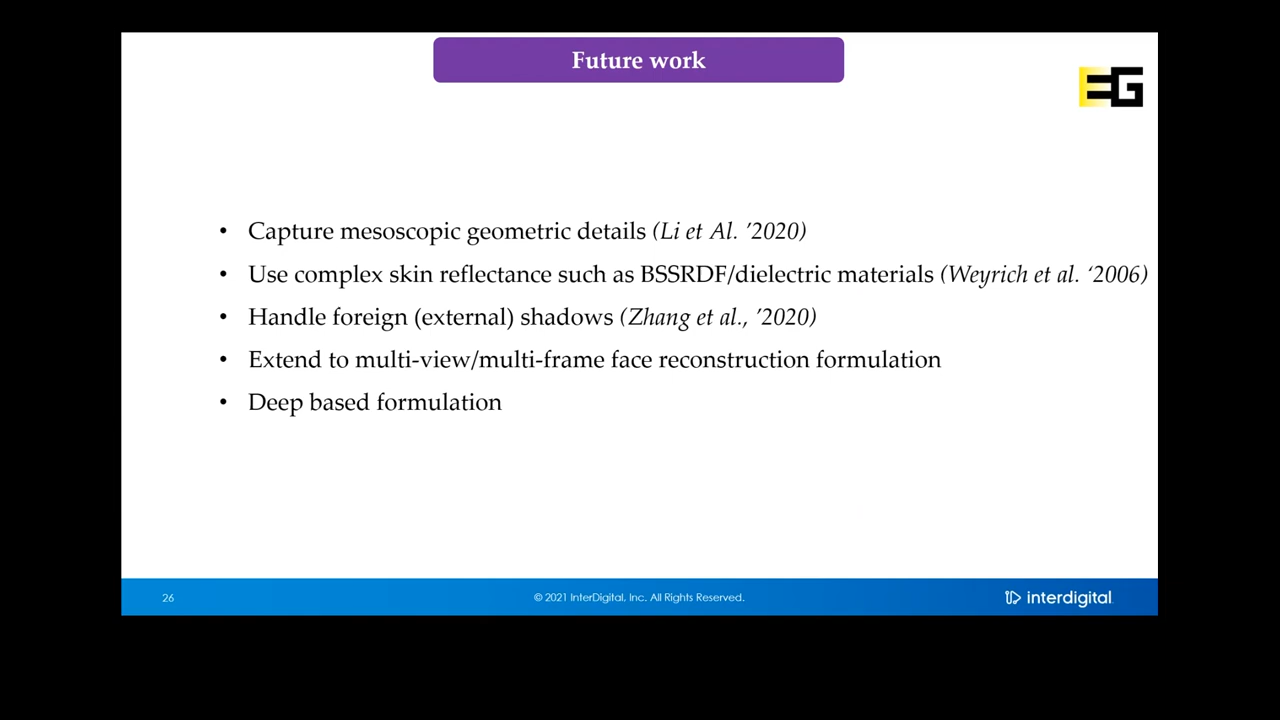 Future work
EG
• Capture mesoscopic geometric details (Li et Al. ’2020)
• Use complex skin reflectance such as BSSRDF/dielectric materials (Weyrich et al. ‘2006)
• Handle foreign (external) shadows (Zhang et al., ’2020)
• Extend to multi-view/multi-frame face reconstruction formulation
• Deep based formulation
26
© 2021 InterDigital, Inc. All Rights Reserved.
interdigital